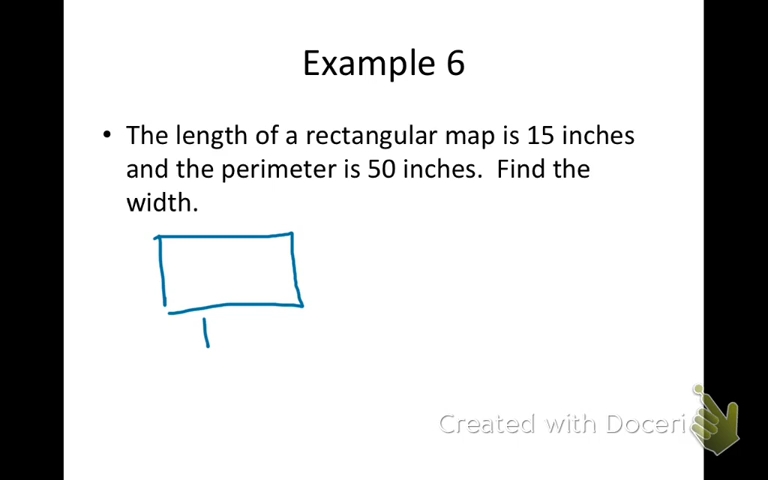 Example 6
• The length of a rectangular map is 15 inches
and the perimeter is 50 inches.  Find the
width.
Created with Doceri